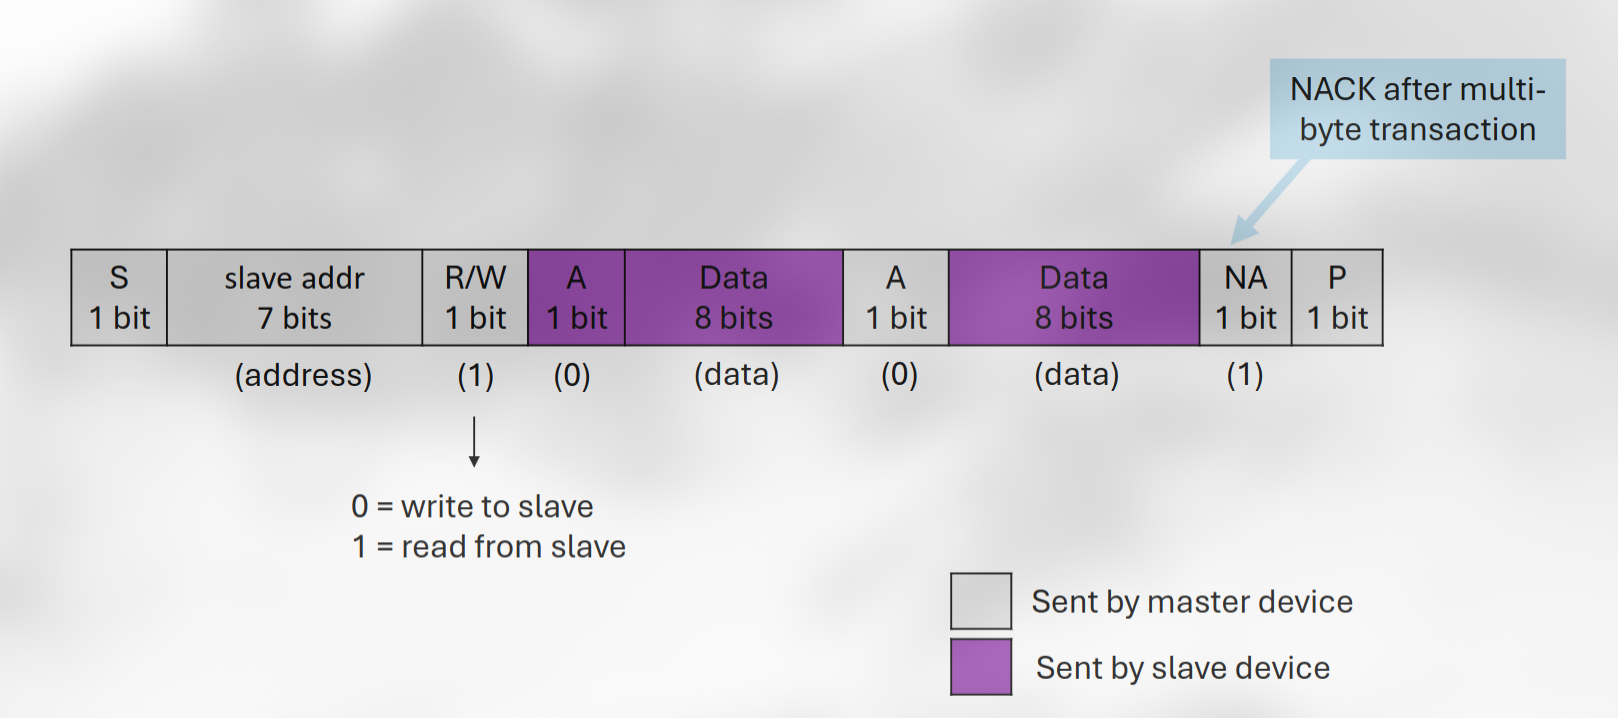 NACK after multi-
byte transaction
S
1 bit
slave addr
7 bits
R/W
1 bit
A
1 bit
Data
8 bits
A
1 bit
Data
8 bits
NA
1 bit
P
1 bit
(address)
(1)
(0)
(data)
(0)
(data)
(1)
0 = write to slave
1 = read from slave
Sent by master device
Sent by slave device